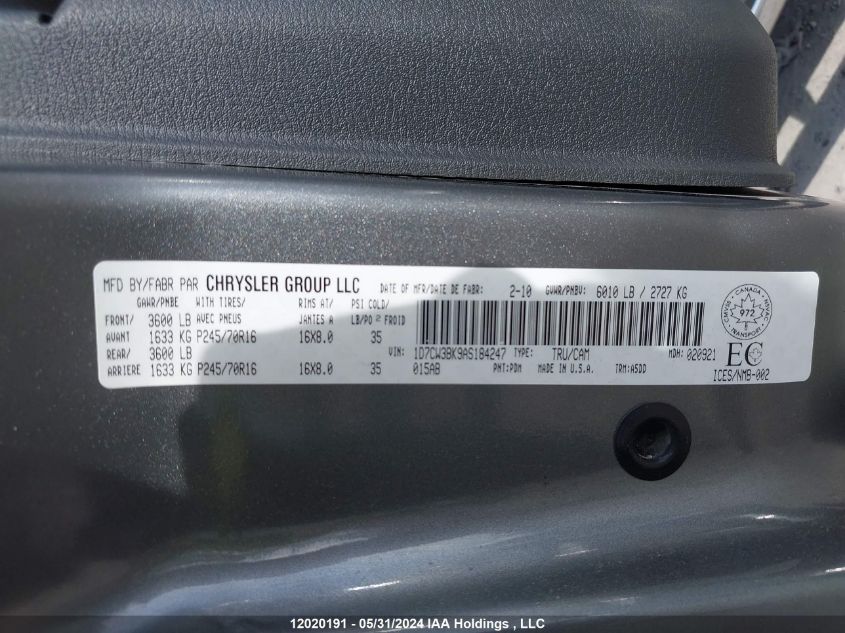 MFD BY/FABR PAR CHRYSLER GROUP LLC DATE OF MFR/DATE DE FABR: 2-10 GVWR/PNBV: 6010 LB / 2727 KG
GAWR/PNBE WITH TIRES/ RIMS AT/ PSI COLD/
FRONT/ 3600 LB AVEC PNEUS JANTES A LB/PO² FROID
AVANT 1633 KG P245/70R16 16X8.0 35
REAR/ 3600 LB VIN: 1D7CW3BK9AS184247 TYPE: TRU/CAM MDH: 020921
ARRIERE 1633 KG P245/70R16 16X8.0 35 015AB PNT:PDM MADE IN U.S.A. TRM:A5DD
CMVSS CANADA NSVAC
972
TRANSPORT
EC
ICES/NMB-002
12020191 - 05/31/2024 IAA Holdings , LLC